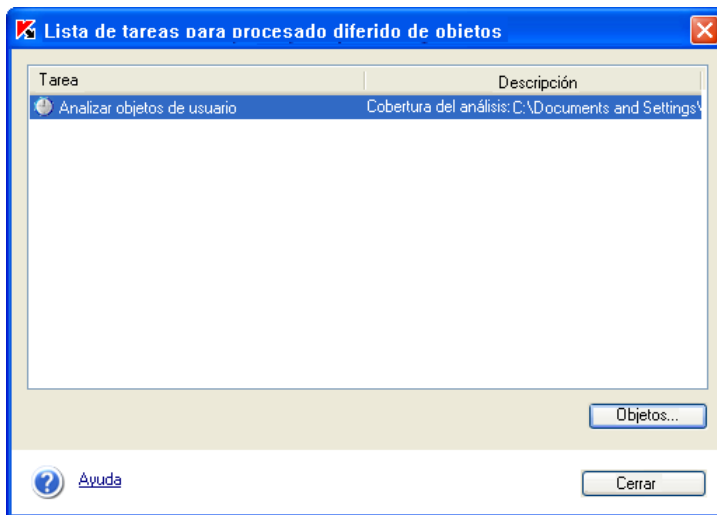 Lista de tareas para procesado diferido de objetos
Tarea Descripción
Analizar objetos de usuario Cobertura del análisis: C:\Documents and Settings\
Objetos...
Ayuda
Cerrar